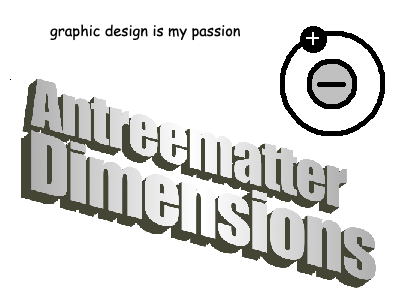 graphic design is my passion
+
−
Antreematter
Dimensions